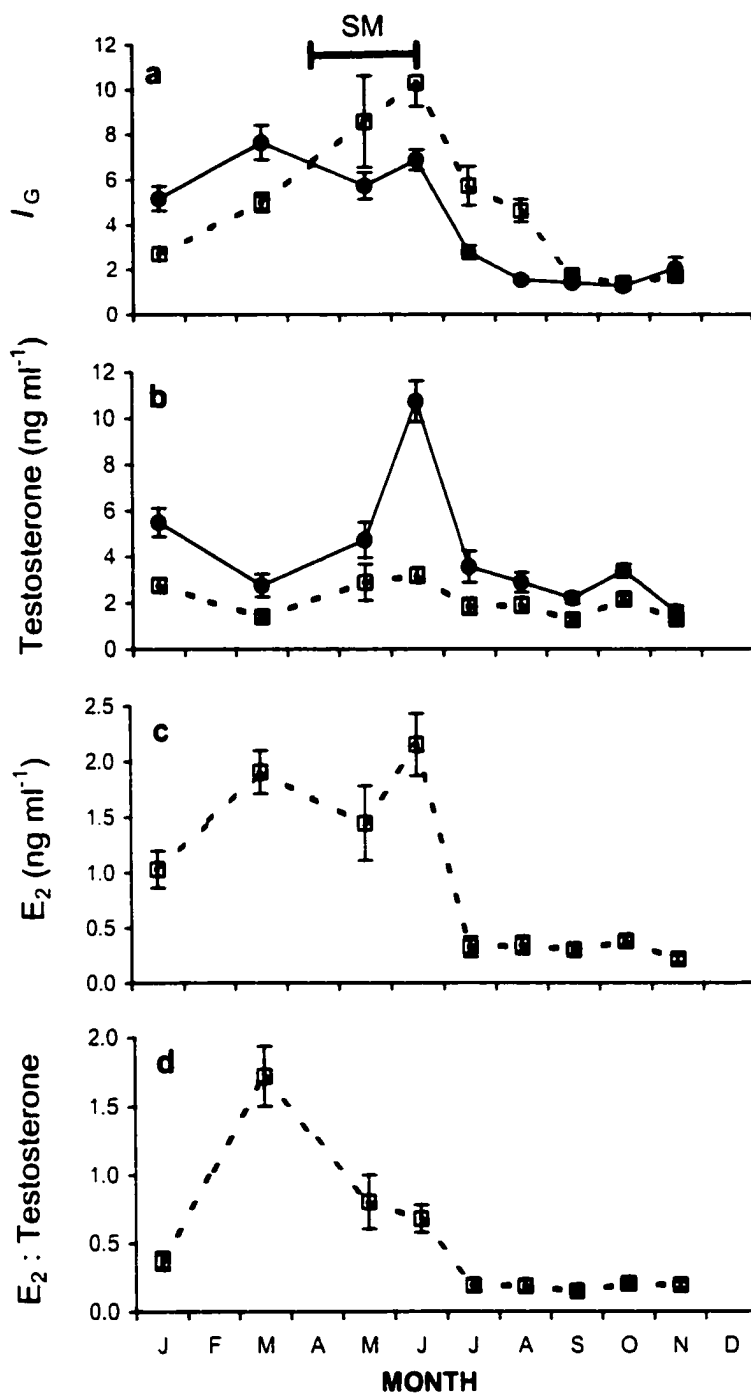 SM
a
12
10
8
6
4
2
0
I_G
b
12
10
8
6
4
2
0
Testosterone (ng ml⁻¹)
c
2.5
2.0
1.5
1.0
0.5
0.0
E₂ (ng ml⁻¹)
d
2.0
1.5
1.0
0.5
0.0
E₂ : Testosterone
J F M A M J J A S O N D
MONTH